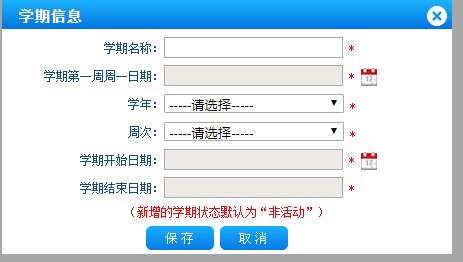 学期信息
学期名称： *
学期第一周周一日期： *
学年： -----请选择----- *
周次： -----请选择----- *
学期开始日期： *
学期结束日期： *
（新增的学期状态默认为“非活动”）
保存 取消